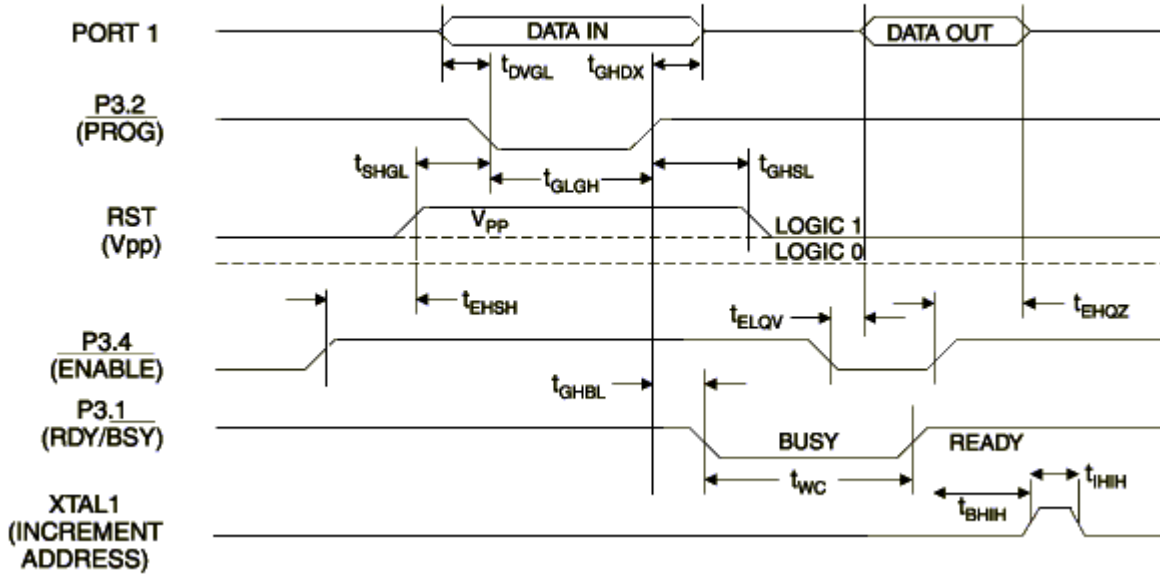 PORT 1
DATA IN
DATA OUT
tDVGL
tGHDX
P3.2
(PROG)
tSHGL
tGLGH
tGHSL
RST
(Vpp)
VPP
LOGIC 1
LOGIC 0
tEHSH
tELQV
tEHQZ
P3.4
(ENABLE)
tGHBL
P3.1
(RDY/BSY)
BUSY
READY
tWC
tIHIH
tBHIH
XTAL1
(INCREMENT
ADDRESS)